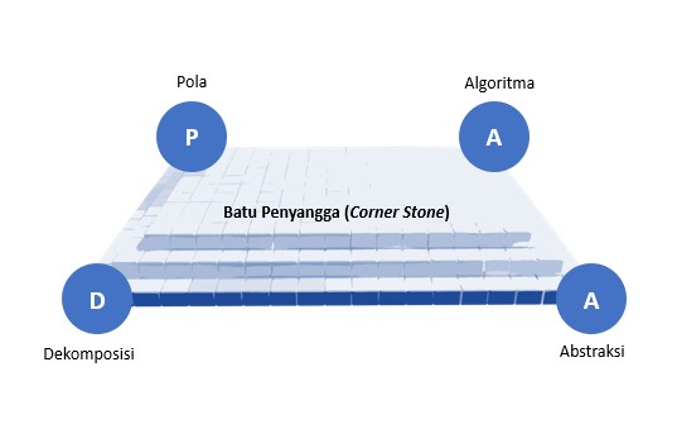 Pola
Algoritma
P
A
Batu Penyangga (Corner Stone)
D
A
Dekomposisi
Abstraksi